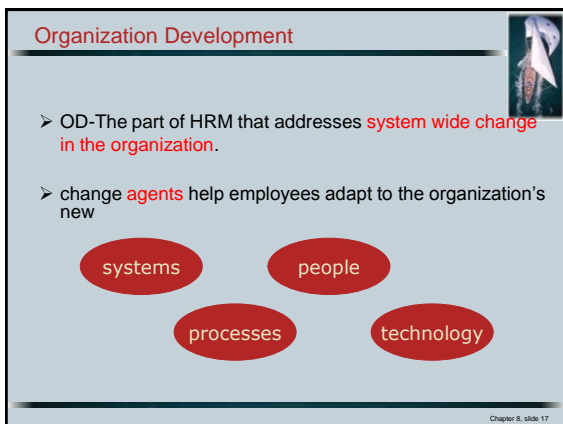 Organization Development
➢ OD-The part of HRM that addresses system wide change
in the organization.
➢ change agents help employees adapt to the organization's
new
systems
people
processes
technology
Chapter 8, slide 17